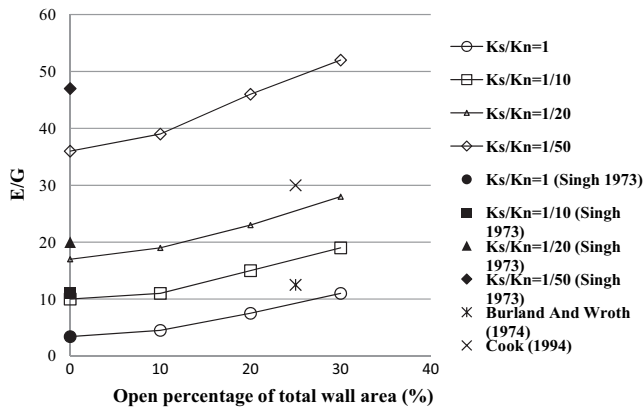 60
50
40
30
20
10
0
E/G
0
10
20
30
40
Open percentage of total wall area (%)
Ks/Kn=1
Ks/Kn=1/10
Ks/Kn=1/20
Ks/Kn=1/50
Ks/Kn=1 (Singh 1973)
Ks/Kn=1/10 (Singh
1973)
Ks/Kn=1/20 (Singh
1973)
Ks/Kn=1/50 (Singh
1973)
Burland And Wroth
(1974)
Cook (1994)